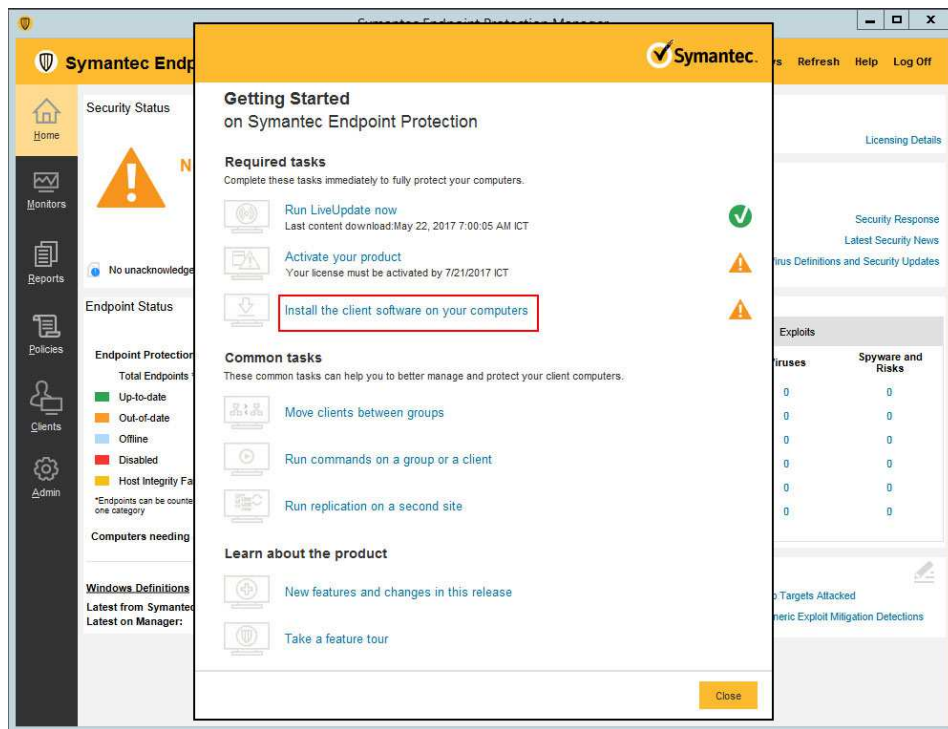 Symantec Endpoint Protection Manager
Symantec Endp
Refresh Help Log Off
Home
Monitors
Reports
Policies
Clients
Admin
Security Status
No unacknowledge
Endpoint Status
Endpoint Protection
Total Endpoints *
Up-to-date
Out-of-date
Offline
Disabled
Host Integrity Fa
*Endpoints can be counte
one category
Computers needing
Windows Definitions
Latest from Symantec
Latest on Manager:
Symantec.
Getting Started
on Symantec Endpoint Protection
Required tasks
Complete these tasks immediately to fully protect your computers.
Run LiveUpdate now
Last content download:May 22, 2017 7:00:05 AM ICT
Activate your product
Your license must be activated by 7/21/2017 ICT
Install the client software on your computers
Common tasks
These common tasks can help you to better manage and protect your client computers.
Move clients between groups
Run commands on a group or a client
Run replication on a second site
Learn about the product
New features and changes in this release
Take a feature tour
Close
Licensing Details
Security Response
Latest Security News
irus Definitions and Security Updates
Exploits
iruses Spyware and
Risks
0 0
0 0
0 0
0 0
0 0
0 0
Targets Attacked
neric Exploit Mitigation Detections